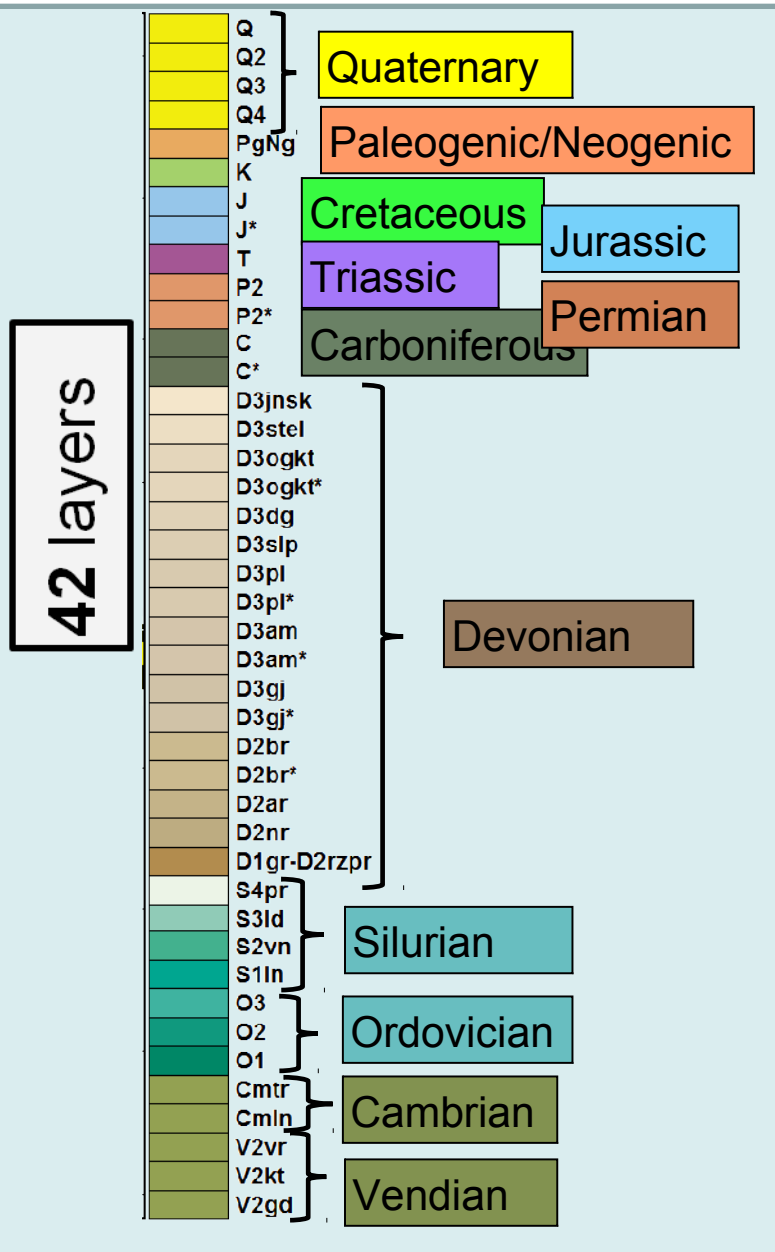 42 layers
Q
Q2
Q3
Q4
PgNg
K
J
J*
T
P2
P2*
C
C*
D3jnsk
D3stel
D3ogkt
D3ogkt*
D3dg
D3slp
D3pl
D3pl*
D3am
D3am*
D3gj
D3gj*
D2br
D2br*
D2ar
D2nr
D1gr-D2rzpr
S4pr
S3ld
S2vn
S1ln
O3
O2
O1
Cmtr
Cmln
V2vr
V2kt
V2gd
Quaternary
Paleogenic/Neogenic
Cretaceous
Jurassic
Triassic
Permian
Carboniferous
Devonian
Silurian
Ordovician
Cambrian
Vendian